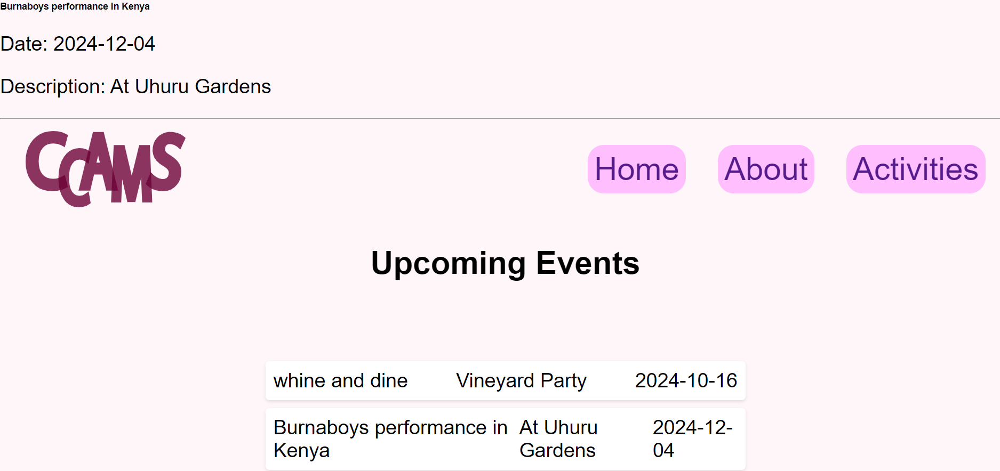 Burnaboys performance in Kenya
Date: 2024-12-04
Description: At Uhuru Gardens
CCAMS
Home About Activities
Upcoming Events
whine and dine Vineyard Party 2024-10-16
Burnaboys performance in At Uhuru 2024-12-
Kenya Gardens 04